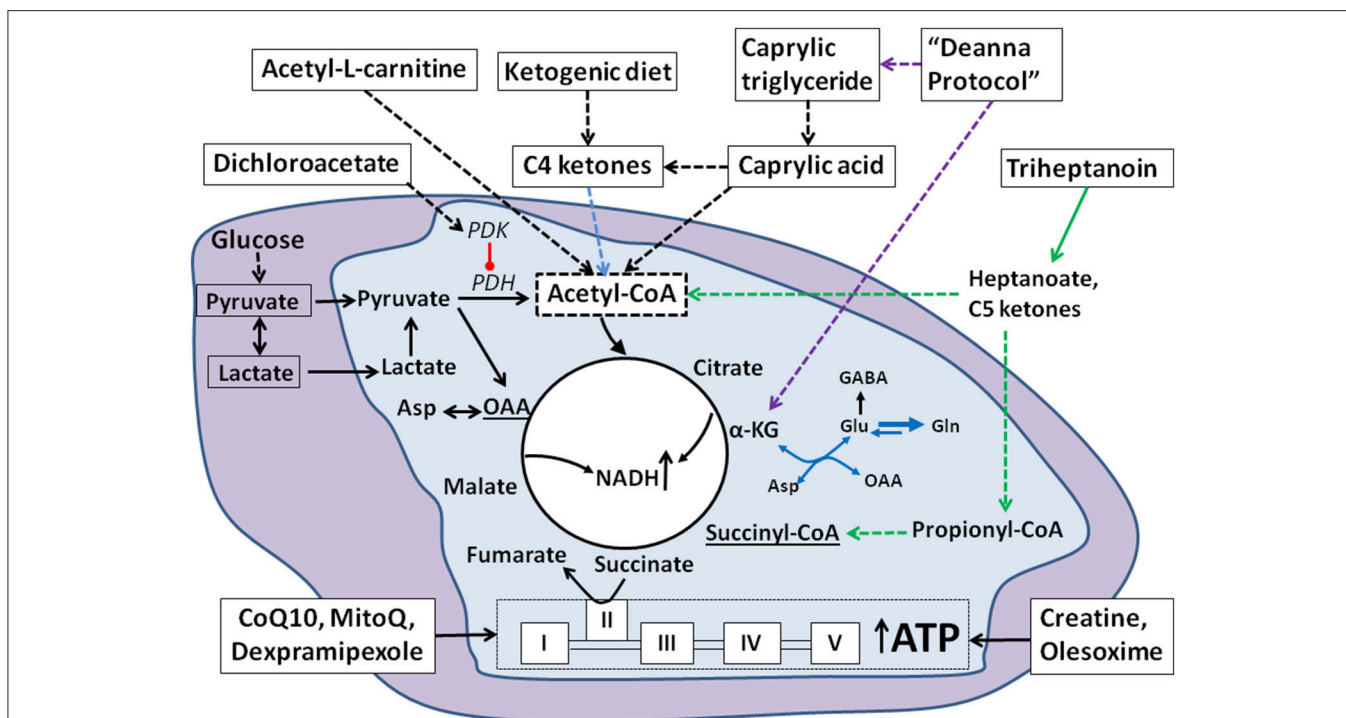 Acetyl-L-carnitine
Ketogenic diet
Caprylic
triglyceride
“Deanna
Protocol”
Dichloroacetate
C4 ketones
Caprylic acid
Triheptanoin
Glucose
PDK
PDH
Pyruvate
Pyruvate
Acetyl-CoA
Heptanoate,
C5 ketones
Lactate
Lactate
Citrate
Asp
OAA
α-KG
GABA
Glu
Gln
Asp
OAA
NADH
Malate
Succinyl-CoA
Propionyl-CoA
Fumarate
Succinate
CoQ10, MitoQ,
Dexpramipexole
I
II
III
IV
V
↑ATP
Creatine,
Olesoxime